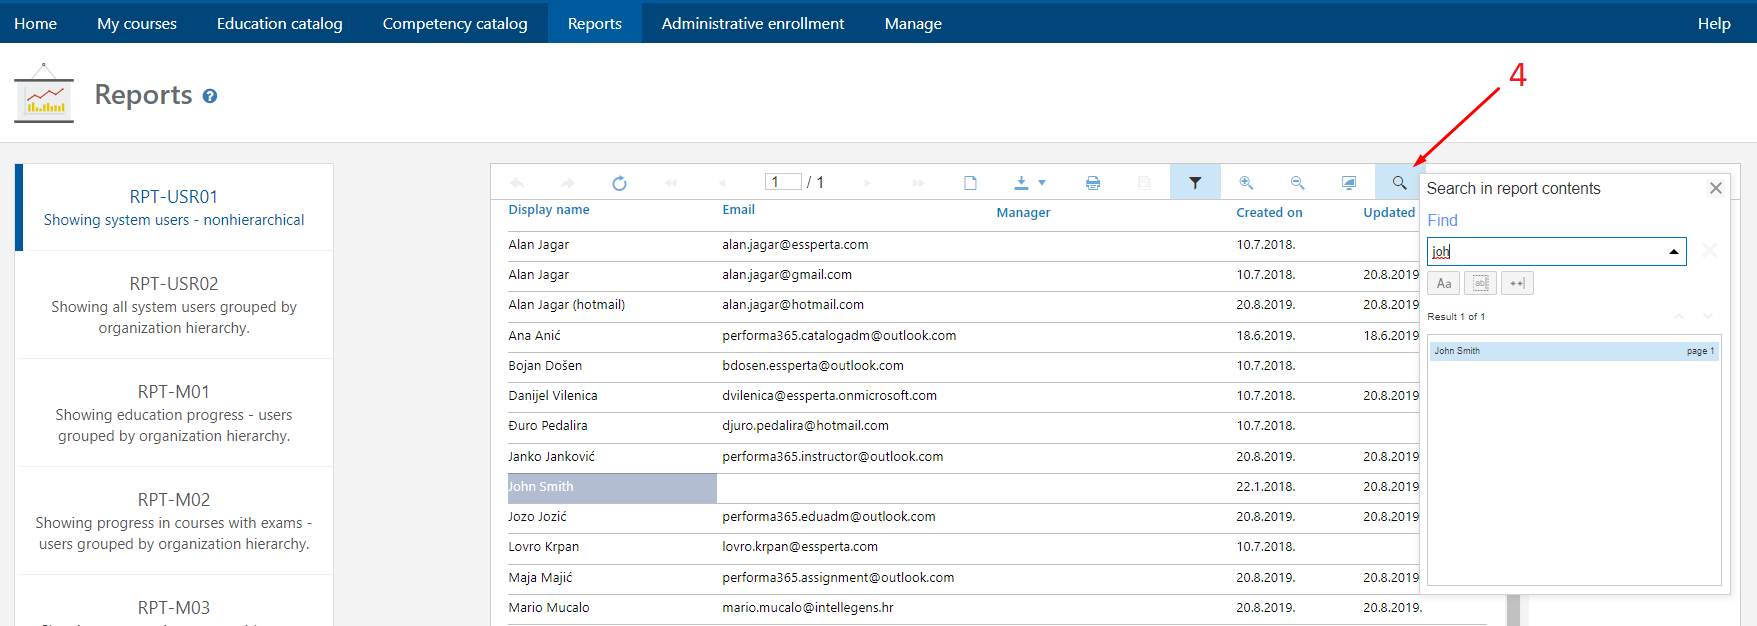 Home My courses Education catalog Competency catalog Reports Administrative enrollment Manage Help
4
Reports ?
RPT-USR01
Showing system users - nonhierarchical
RPT-USR02
Showing all system users grouped by
organization hierarchy.
RPT-M01
Showing education progress - users
grouped by organization hierarchy.
RPT-M02
Showing progress in courses with exams -
users grouped by organization hierarchy.
RPT-M03
1 / 1
Display name Email Manager Created on Updated
Alan Jagar alan.jagar@essperta.com 10.7.2018.
Alan Jagar alan.jagar@gmail.com 10.7.2018. 20.8.2019
Alan Jagar (hotmail) alan.jagar@hotmail.com 20.8.2019. 20.8.2019
Ana Anić performa365.catalogadm@outlook.com 18.6.2019. 18.6.2019
Bojan Došen bdosen.essperta@outlook.com 10.7.2018.
Danijel Vilenica dvilenica@essperta.onmicrosoft.com 10.7.2018. 20.8.2019
Đuro Pedalira djuro.pedalira@hotmail.com 10.7.2018.
Janko Janković performa365.instructor@outlook.com 20.8.2019. 20.8.2019
John Smith 22.1.2018. 20.8.2019
Jozo Jozić performa365.eduadm@outlook.com 20.8.2019. 20.8.2019
Lovro Krpan lovro.krpan@essperta.com 10.7.2018.
Maja Majić performa365.assignment@outlook.com 20.8.2019. 20.8.2019
Mario Mucalo mario.mucalo@intellegens.hr 20.8.2019. 20.8.2019.
Search in report contents
Find
joh
Aa ab
Result 1 of 1
John Smith page 1